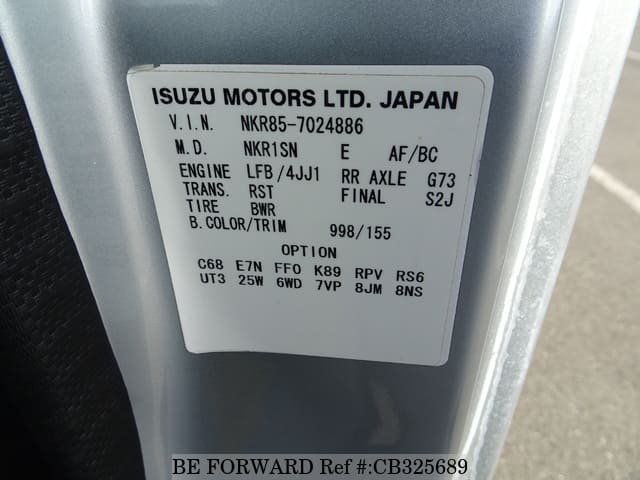 ISUZU MOTORS LTD. JAPAN
V.I.N. NKR85-7024886
M.D. NKR1SN E AF/BC
ENGINE LFB/4JJ1 RR AXLE G73
TRANS. RST FINAL S2J
TIRE BWR
B.COLOR/TRIM 998/155
OPTION
C68 E7N FF0 K89 RPV RS6
UT3 25W 6WD 7VP 8JM 8NS
BE FORWARD Ref #:CB325689